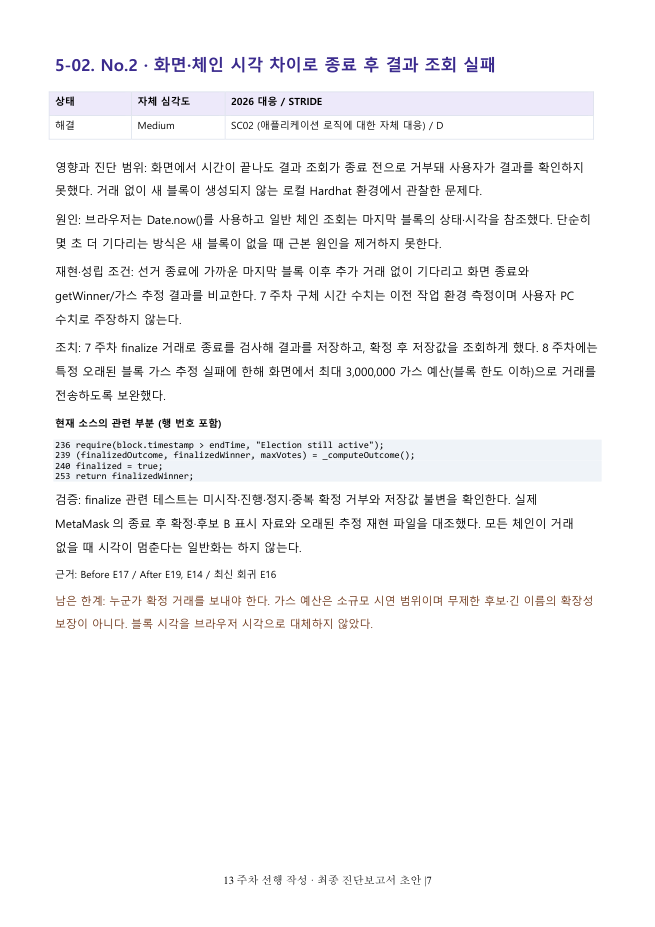 5-02. No.2 · 화면·체인 시각 차이로 종료 후 결과 조회 실패
상태 자체 심각도 2026 대응 / STRIDE
해결 Medium SC02 (애플리케이션 로직에 대한 자체 대응) / D
영향과 진단 범위: 화면에서 시간이 끝나도 결과 조회가 종료 전으로 거부돼 사용자가 결과를 확인하지
못했다. 거래 없이 새 블록이 생성되지 않는 로컬 Hardhat 환경에서 관찰한 문제다.
원인: 브라우저는 Date.now()를 사용하고 일반 체인 조회는 마지막 블록의 상태·시각을 참조했다. 단순히
몇 초 더 기다리는 방식은 새 블록이 없을 때 근본 원인을 제거하지 못한다.
재현·성립 조건: 선거 종료에 가까운 마지막 블록 이후 추가 거래 없이 기다리고 화면 종료와
getWinner/가스 추정 결과를 비교한다. 7 주차 구체 시간 수치는 이전 작업 환경 측정이며 사용자 PC
수치로 주장하지 않는다.
조치: 7 주차 finalize 거래로 종료를 검사해 결과를 저장하고, 확정 후 저장값을 조회하게 했다. 8 주차에는
특정 오래된 블록 가스 추정 실패에 한해 화면에서 최대 3,000,000 가스 예산(블록 한도 이하)으로 거래를
전송하도록 보완했다.
현재 소스의 관련 부분 (행 번호 포함)
236 require(block.timestamp > endTime, "Election still active");
239 (finalizedOutcome, finalizedWinner, maxVotes) = _computeOutcome();
240 finalized = true;
253 return finalizedWinner;
검증: finalize 관련 테스트는 미시작·진행·정지·중복 확정 거부와 저장값 불변을 확인한다. 실제
MetaMask 의 종료 후 확정·후보 B 표시 자료와 오래된 추정 재현 파일을 대조했다. 모든 체인이 거래
없을 때 시각이 멈춘다는 일반화는 하지 않는다.
근거: Before E17 / After E19, E14 / 최신 회귀 E16
남은 한계: 누군가 확정 거래를 보내야 한다. 가스 예산은 소규모 시연 범위이며 무제한 후보·긴 이름의 확장성
보장이 아니다. 블록 시각을 브라우저 시각으로 대체하지 않았다.
13 주차 선행 작성 · 최종 진단보고서 초안 |7